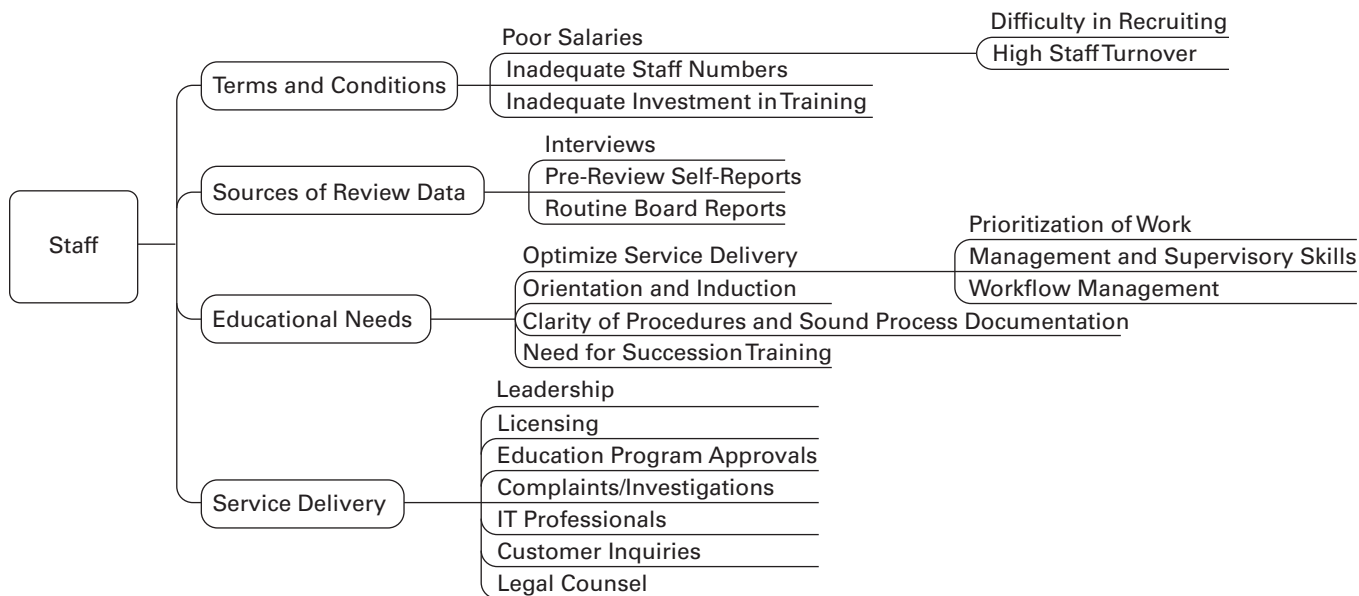 Staff
Terms and Conditions
Poor Salaries
Difficulty in Recruiting
High Staff Turnover
Inadequate Staff Numbers
Inadequate Investment in Training
Sources of Review Data
Interviews
Pre-Review Self-Reports
Routine Board Reports
Educational Needs
Optimize Service Delivery
Prioritization of Work
Management and Supervisory Skills
Workflow Management
Orientation and Induction
Clarity of Procedures and Sound Process Documentation
Need for Succession Training
Service Delivery
Leadership
Licensing
Education Program Approvals
Complaints/Investigations
IT Professionals
Customer Inquiries
Legal Counsel